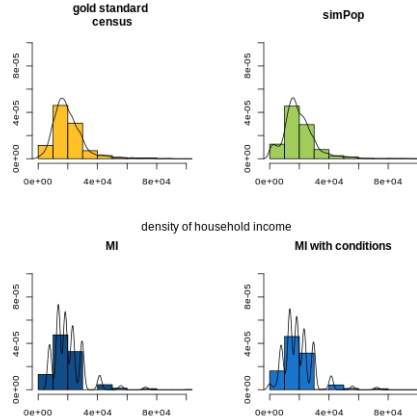 gold standard
census
simPop
8e-05
4e-05
0e+00
0e+00 4e+04 8e+04
8e-05
4e-05
0e+00
0e+00 4e+04 8e+04
density of household income
MI
MI with conditions
8e-05
4e-05
0e+00
0e+00 4e+04 8e+04
8e-05
4e-05
0e+00
0e+00 4e+04 8e+04